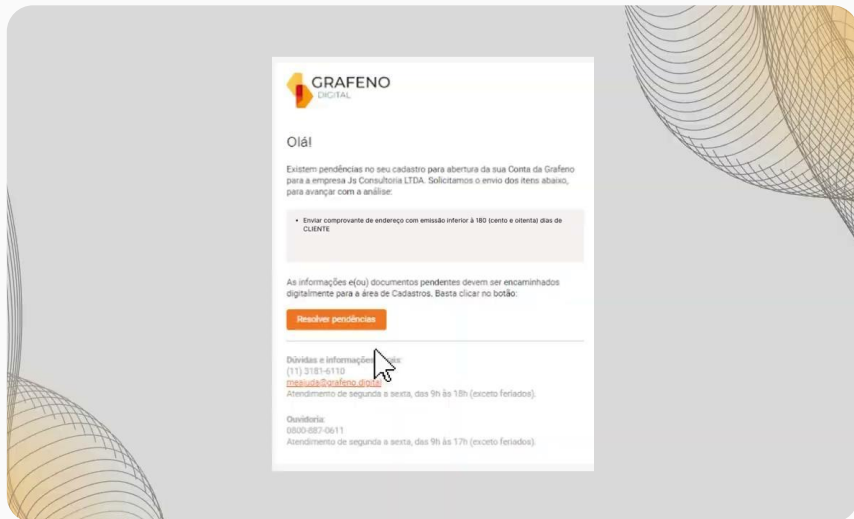 GRAFENO
DIGITAL
Olá!
Existem pendências no seu cadastro para abertura da sua Conta da Grafeno
para a empresa Js Consultoria LTDA. Solicitamos o envio dos itens abaixo,
para avançar com a análise:
• Enviar comprovante de endereço com emissão inferior à 180 (cento e oitenta) dias de
CLIENTE
As informações e(ou) documentos pendentes devem ser encaminhados
digitalmente para a área de Cadastros. Basta clicar no botão:
Resolver pendências
Dúvidas e informações
(11) 3181-6110
meajuda@grafeno.digital
Atendimento de segunda a sexta, das 9h às 18h (exceto feriados).
Ouvidoria:
0800-887-0611
Atendimento de segunda a sexta, das 9h às 17h (exceto feriados).